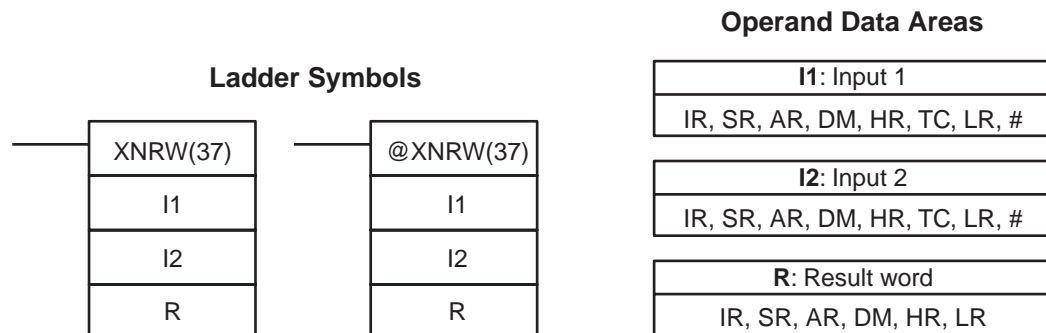 Ladder Symbols
XNRW(37)
I1
I2
R
@XNRW(37)
I1
I2
R
Operand Data Areas
I1: Input 1
IR, SR, AR, DM, HR, TC, LR, #
I2: Input 2
IR, SR, AR, DM, HR, TC, LR, #
R: Result word
IR, SR, AR, DM, HR, LR